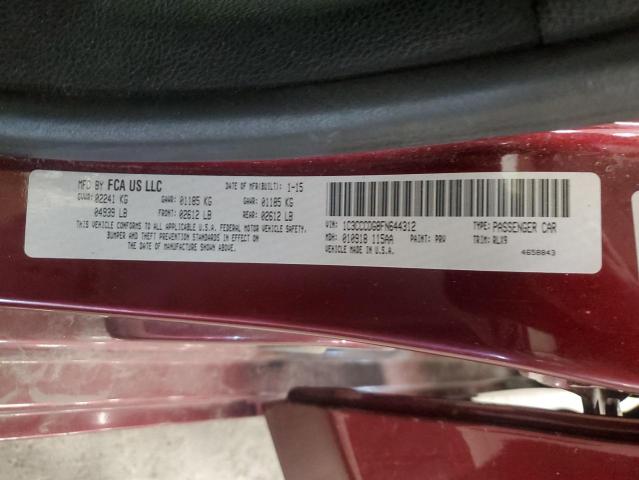 MFD BY FCA US LLC DATE OF MFR(BUILT): 1-15
GVWR:02241 KG GAWR: 01185 KG GAWR: 01185 KG
04939 LB FRONT: 02612 LB REAR: 02612 LB
THIS VEHICLE CONFORMS TO ALL APPLICABLE U.S.A. FEDERAL MOTOR VEHICLE SAFETY,
BUMPER AND THEFT PREVENTION STANDARDS IN EFFECT ON
THE DATE OF MANUFACTURE SHOWN ABOVE.
VIN: 1C3CCCDG8FN644312 TYPE: PASSENGER CAR
MDH: 010918 115AA PAINT: PRV TRIM: RLX9
VEHICLE MADE IN U.S.A. 4658843